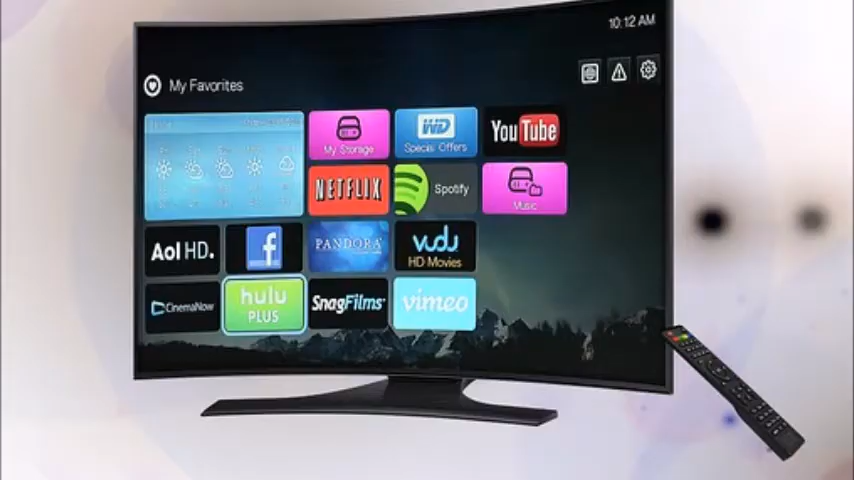 10:12 AM
My Favorites
My Storage
WD
Special Offers
YouTube
NETFLIX
Spotify
Music
Aol HD.
f
PANDORA
vudu
HD Movies
CinemaNow
hulu
PLUS
SnagFilms
vimeo